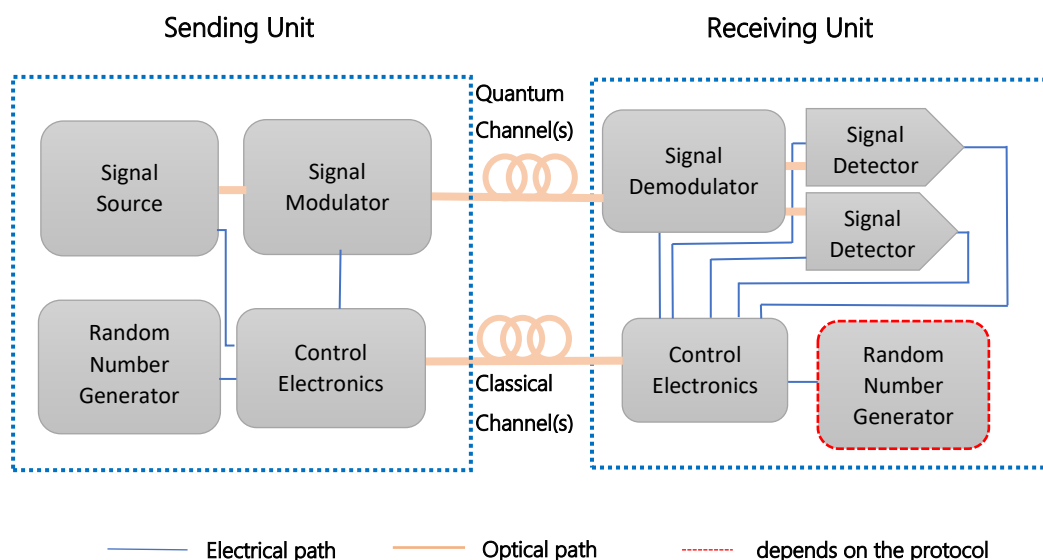 Sending Unit
Receiving Unit
Quantum
Channel(s)
Signal
Source
Signal
Modulator
Signal
Demodulator
Signal
Detector
Signal
Detector
Random
Number
Generator
Control
Electronics
Classical
Channel(s)
Control
Electronics
Random
Number
Generator
Electrical path
Optical path
depends on the protocol